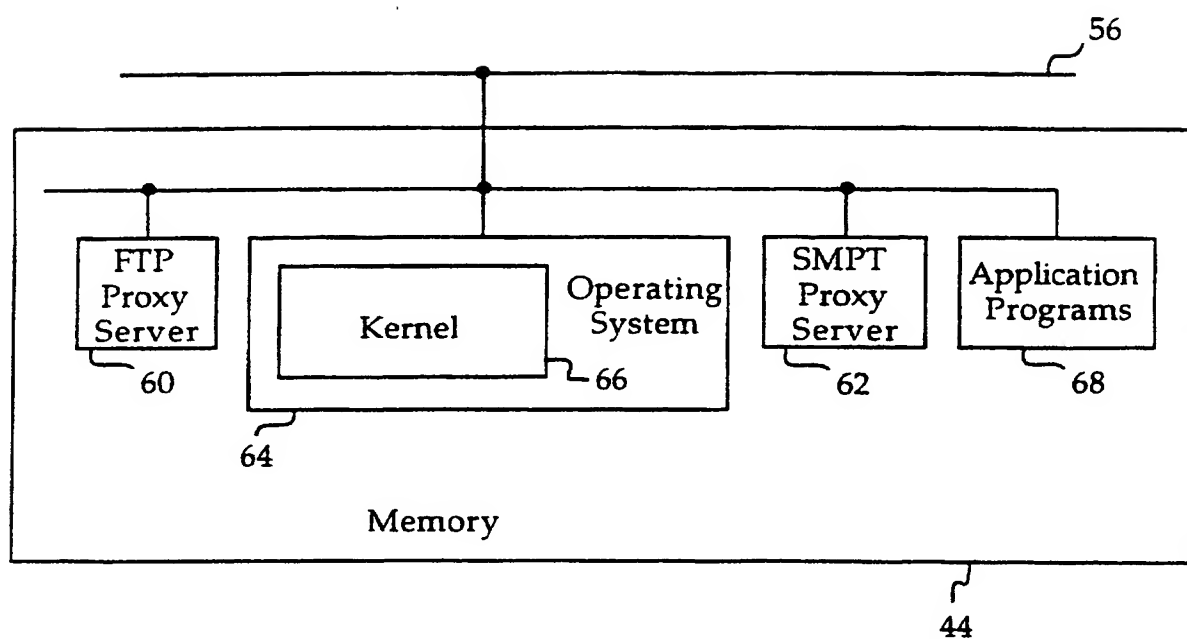 56
FTP
Proxy
Server
60
Kernel
66
Operating
System
64
SMPT
Proxy
Server
62
Application
Programs
68
Memory
44